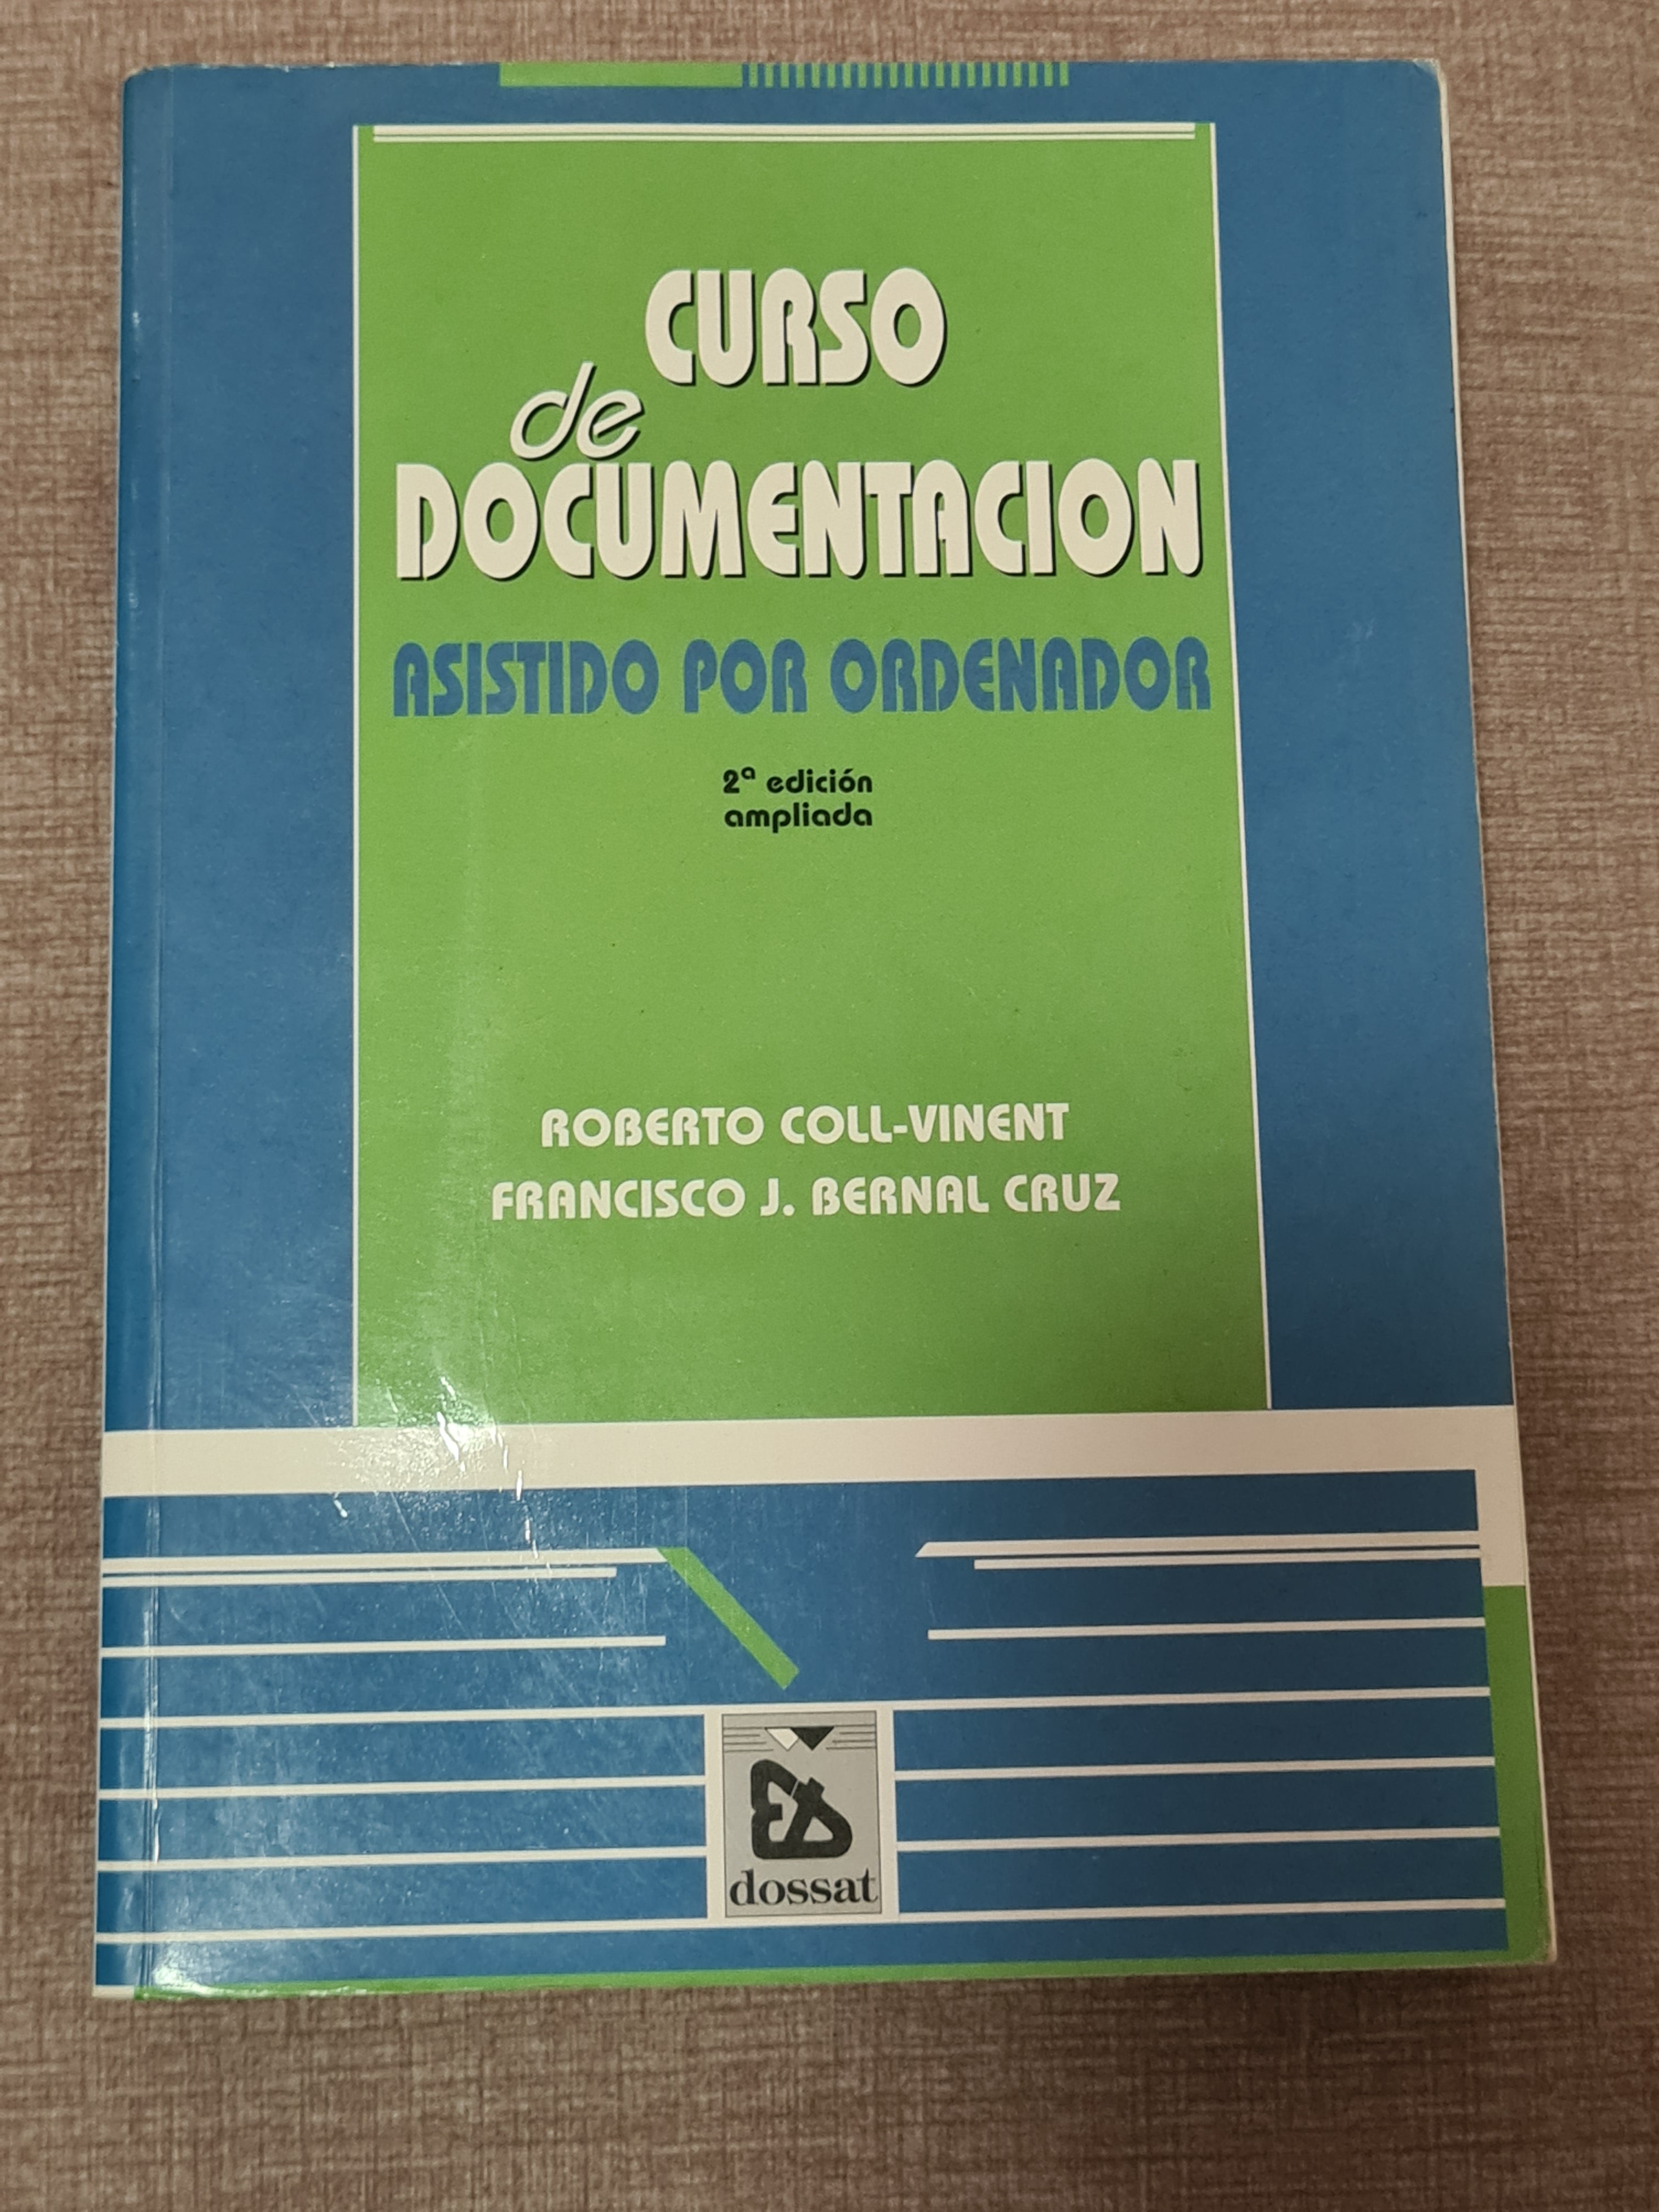 CURSO
de
DOCUMENTACION
ASISTIDO POR ORDENADOR
2ª edición
ampliada
ROBERTO COLL-VINENT
FRANCISCO J. BERNAL CRUZ
dossat